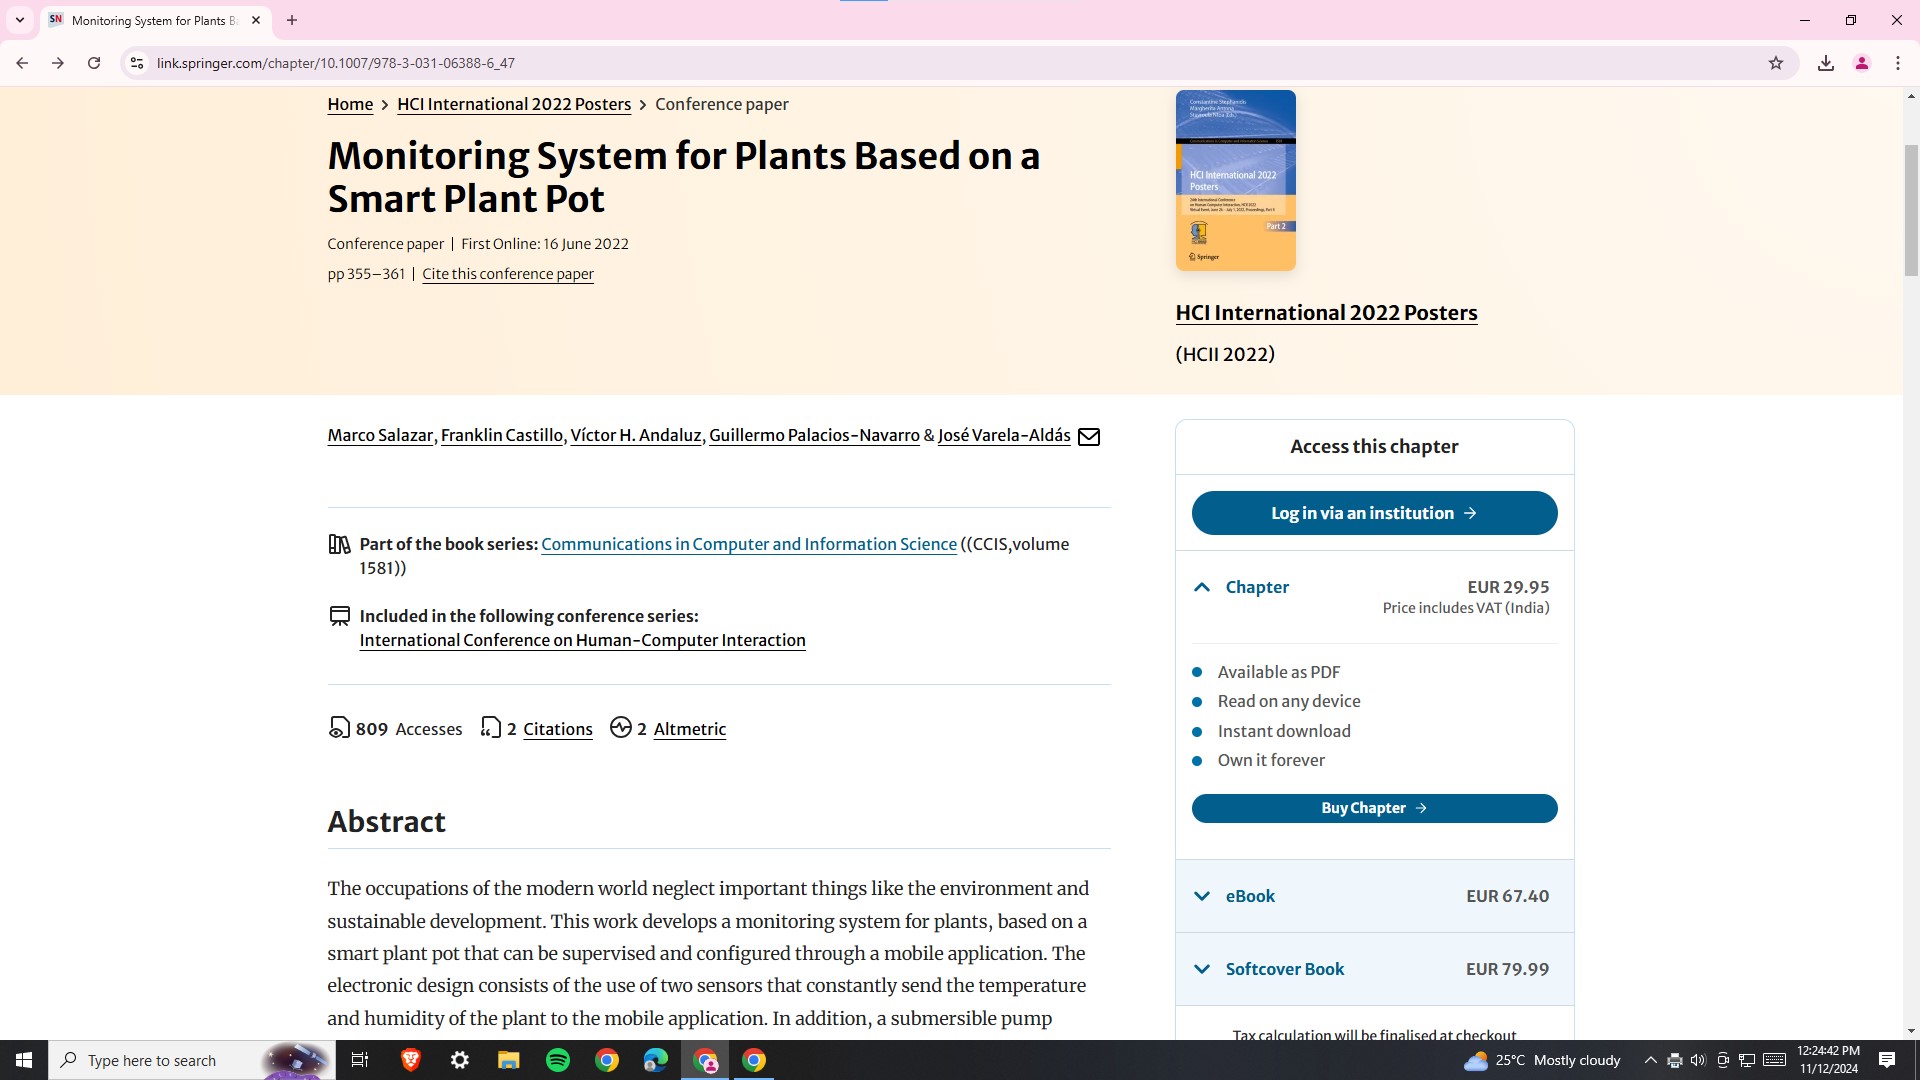 Monitoring System for Plants Ba
link.springer.com/chapter/10.1007/978-3-031-06388-6_47
Home > HCI International 2022 Posters > Conference paper
Monitoring System for Plants Based on a
Smart Plant Pot
Conference paper | First Online: 16 June 2022
pp 355–361 | Cite this conference paper
HCI International 2022
Posters
Part 2
Springer
HCI International 2022 Posters
(HCII 2022)
Marco Salazar, Franklin Castillo, Víctor H. Andaluz, Guillermo Palacios-Navarro & José Varela-Aldás
Part of the book series: Communications in Computer and Information Science ((CCIS,volume
1581))
Included in the following conference series:
International Conference on Human-Computer Interaction
809 Accesses 2 Citations 2 Altmetric
Abstract
The occupations of the modern world neglect important things like the environment and
sustainable development. This work develops a monitoring system for plants, based on a
smart plant pot that can be supervised and configured through a mobile application. The
electronic design consists of the use of two sensors that constantly send the temperature
and humidity of the plant to the mobile application. In addition, a submersible pump
Access this chapter
Log in via an institution →
Chapter EUR 29.95
Price includes VAT (India)
Available as PDF
Read on any device
Instant download
Own it forever
Buy Chapter →
eBook EUR 67.40
Softcover Book EUR 79.99
Tax calculation will be finalised at checkout
Type here to search
25°C Mostly cloudy
12:24:42 PM
11/12/2024